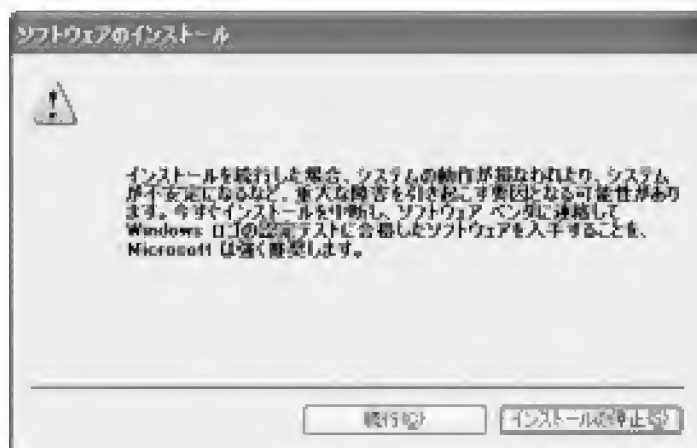 ソフトウェアのインストール
インストールを続行した場合、システムの動作が損なわれたり、システム
が不安定になるなど、重大な障害を引き起こす要因となる可能性があり
ます。今すぐインストールを中断し、ソフトウェア ベンダに連絡して
Windows ロゴの認定テストに合格したソフトウェアを入手することを、
Microsoft は強く推奨します。
続行(C)
インストールの停止(S)